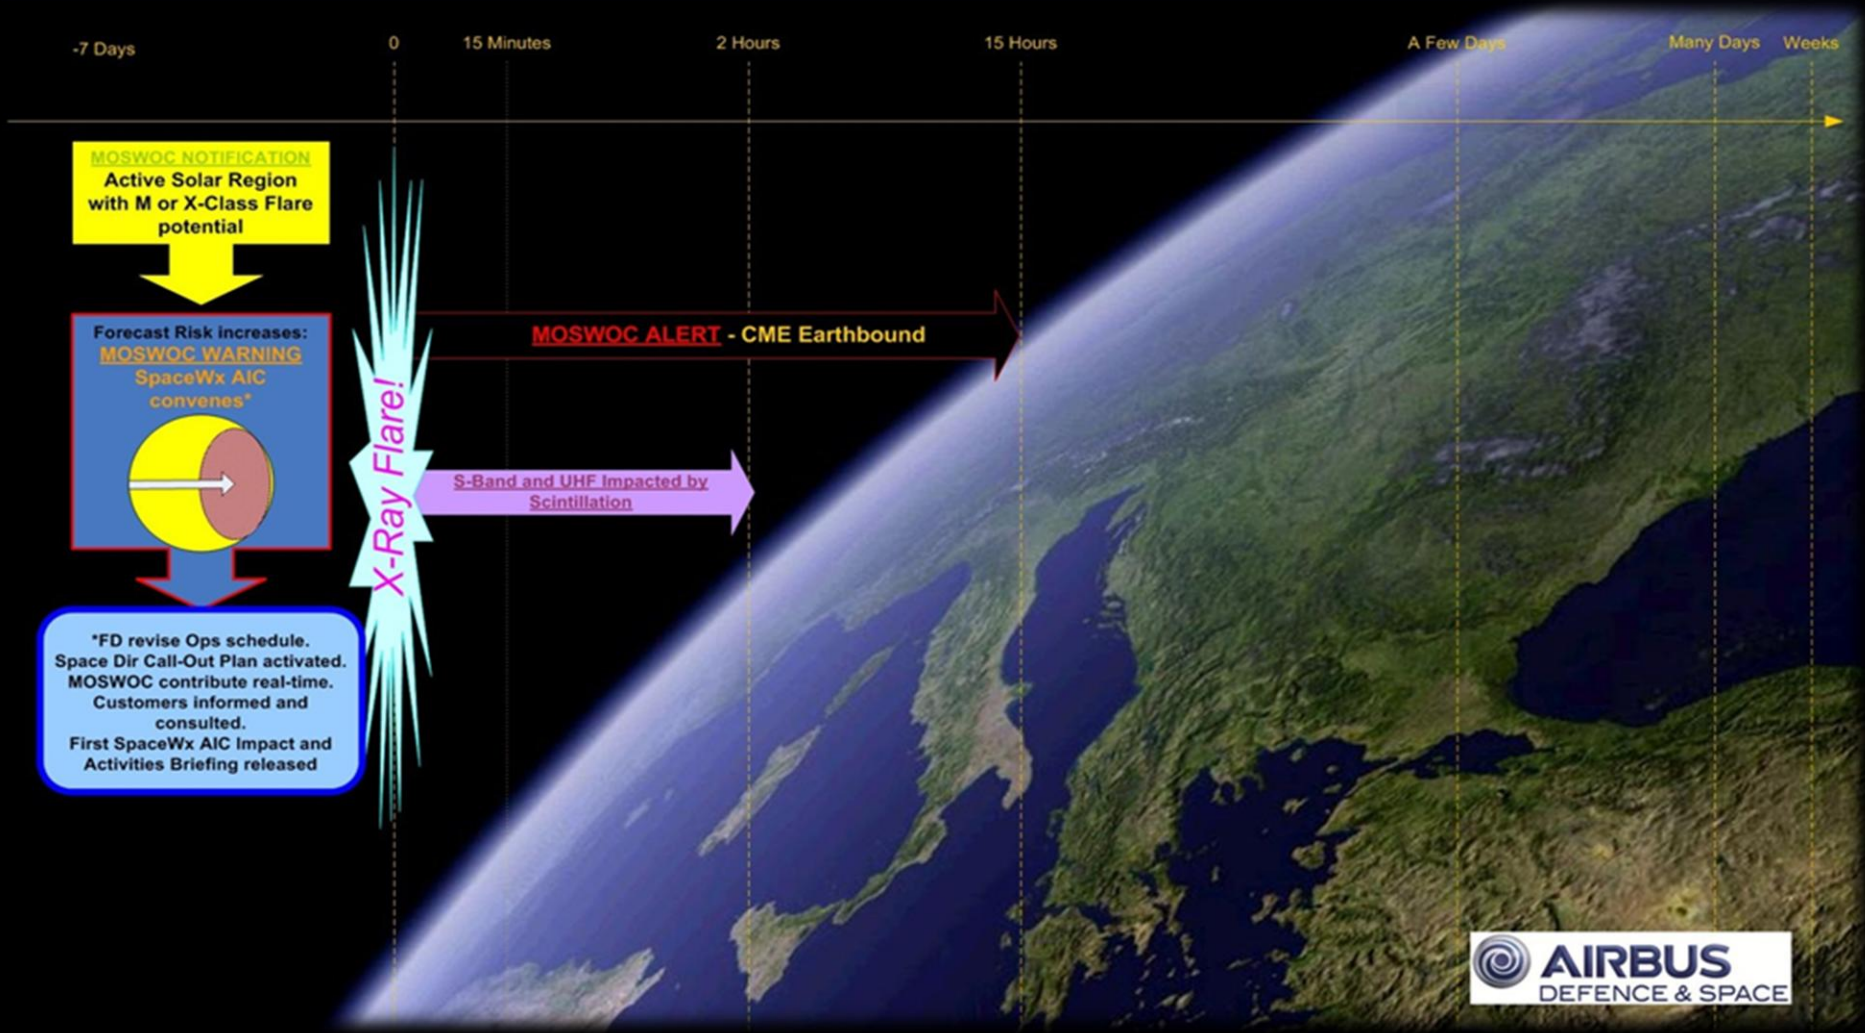 -7 Days
0
15 Minutes
2 Hours
15 Hours
A Few Days
Many Days
Weeks
MOSWOC NOTIFICATION
Active Solar Region
with M or X-Class Flare
potential
Forecast Risk increases:
MOSWOC WARNING
SpaceWx AIC
convenes*
*FD revise Ops schedule.
Space Dir Call-Out Plan activated.
MOSWOC contribute real-time.
Customers informed and
consulted.
First SpaceWx AIC Impact and
Activities Briefing released
X-Ray Flare!
MOSWOC ALERT - CME Earthbound
S-Band and UHF Impacted by
Scintillation
AIRBUS
DEFENCE & SPACE